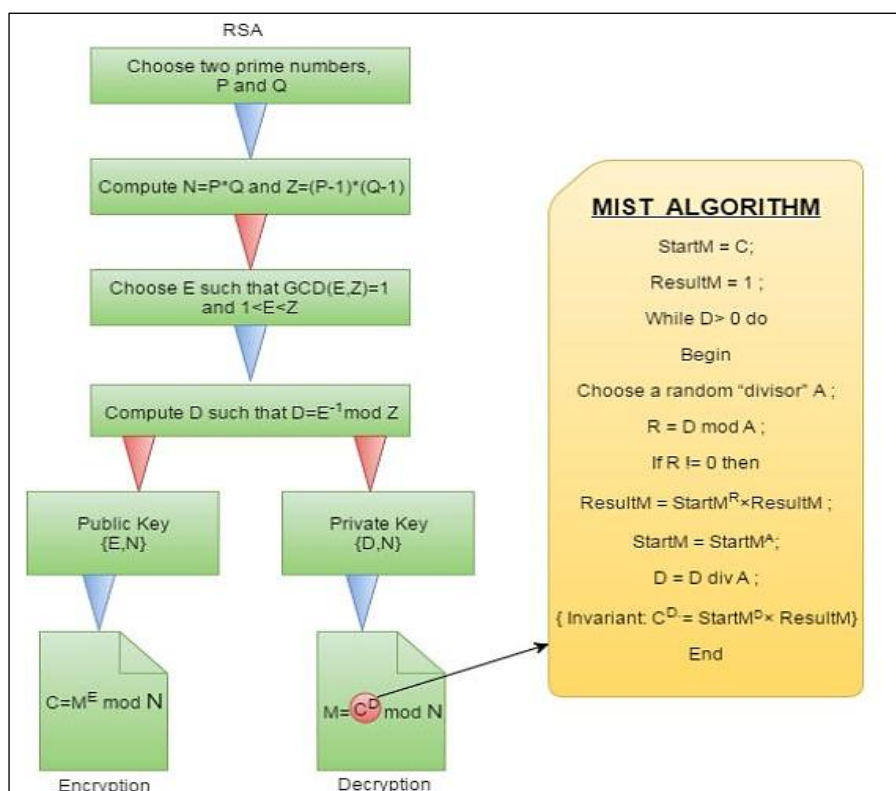 RSA
Choose two prime numbers,
P and Q
Compute N=P*Q and Z=(P-1)*(Q-1)
Choose E such that GCD(E,Z)=1
and 1<E<Z
Compute D such that D=E⁻¹mod Z
Public Key
{E,N}
Private Key
{D,N}
C=Mᴱ mod N
Encryption
M=Cᴰ mod N
Decryption
MIST ALGORITHM
StartM = C;
ResultM = 1 ;
While D> 0 do
Begin
Choose a random “divisor” A ;
R = D mod A ;
If R != 0 then
ResultM = StartMᴿ×ResultM ;
StartM = StartMᴬ;
D = D div A ;
{ Invariant: Cᴰ·= StartMᴰ× ResultM}
End